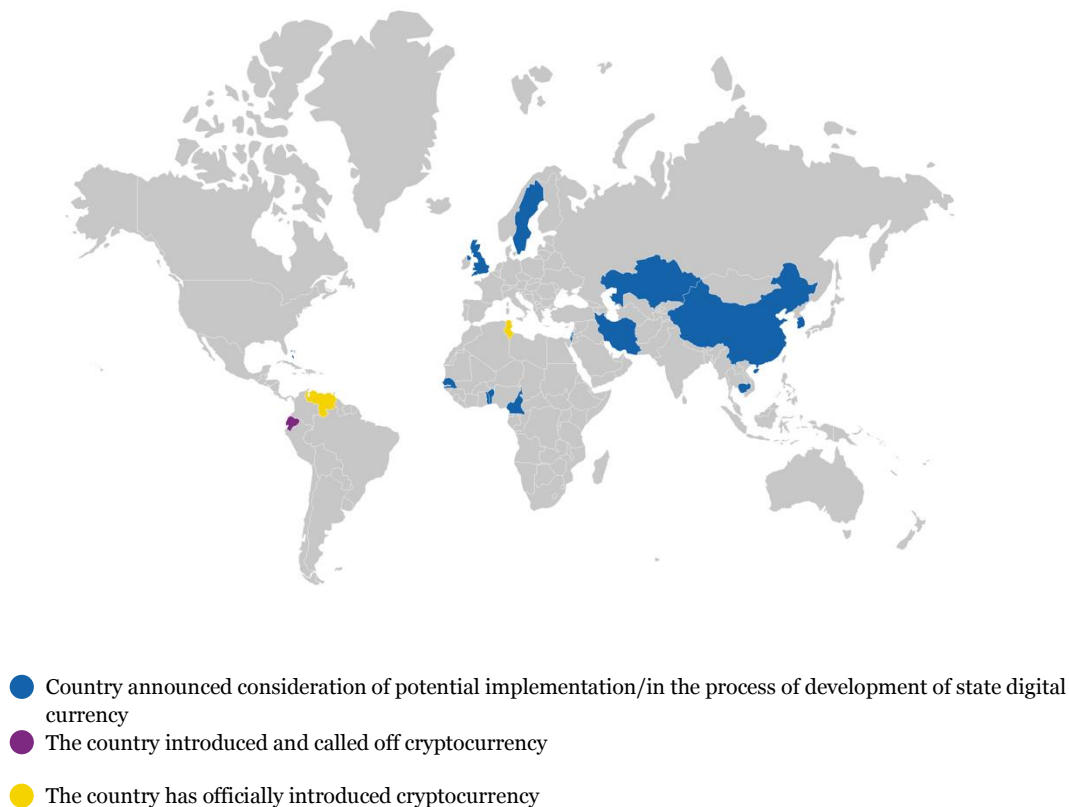 Country announced consideration of potential implementation/in the process of development of state digital
currency
The country introduced and called off cryptocurrency
The country has officially introduced cryptocurrency